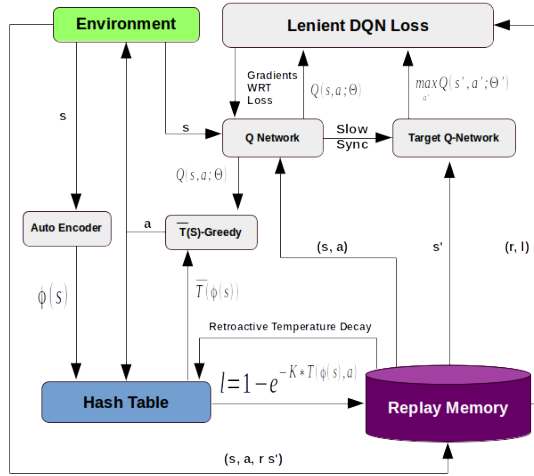 Environment
Lenient DQN Loss
Gradients
WRT
Loss
Q(s,a;Θ)
max Q(s',a';Θ')
a'
s
s
Q Network
Slow
Sync
Target Q-Network
Q(s,a;Θ)
Auto Encoder
a
T̅(S)-Greedy
(s, a)
s'
(r, l)
ϕ(s)
T̅(ϕ(s))
Retroactive Temperature Decay
l=1−e^{−K*T(ϕ(s),a)}
Hash Table
Replay Memory
(s, a, r s')